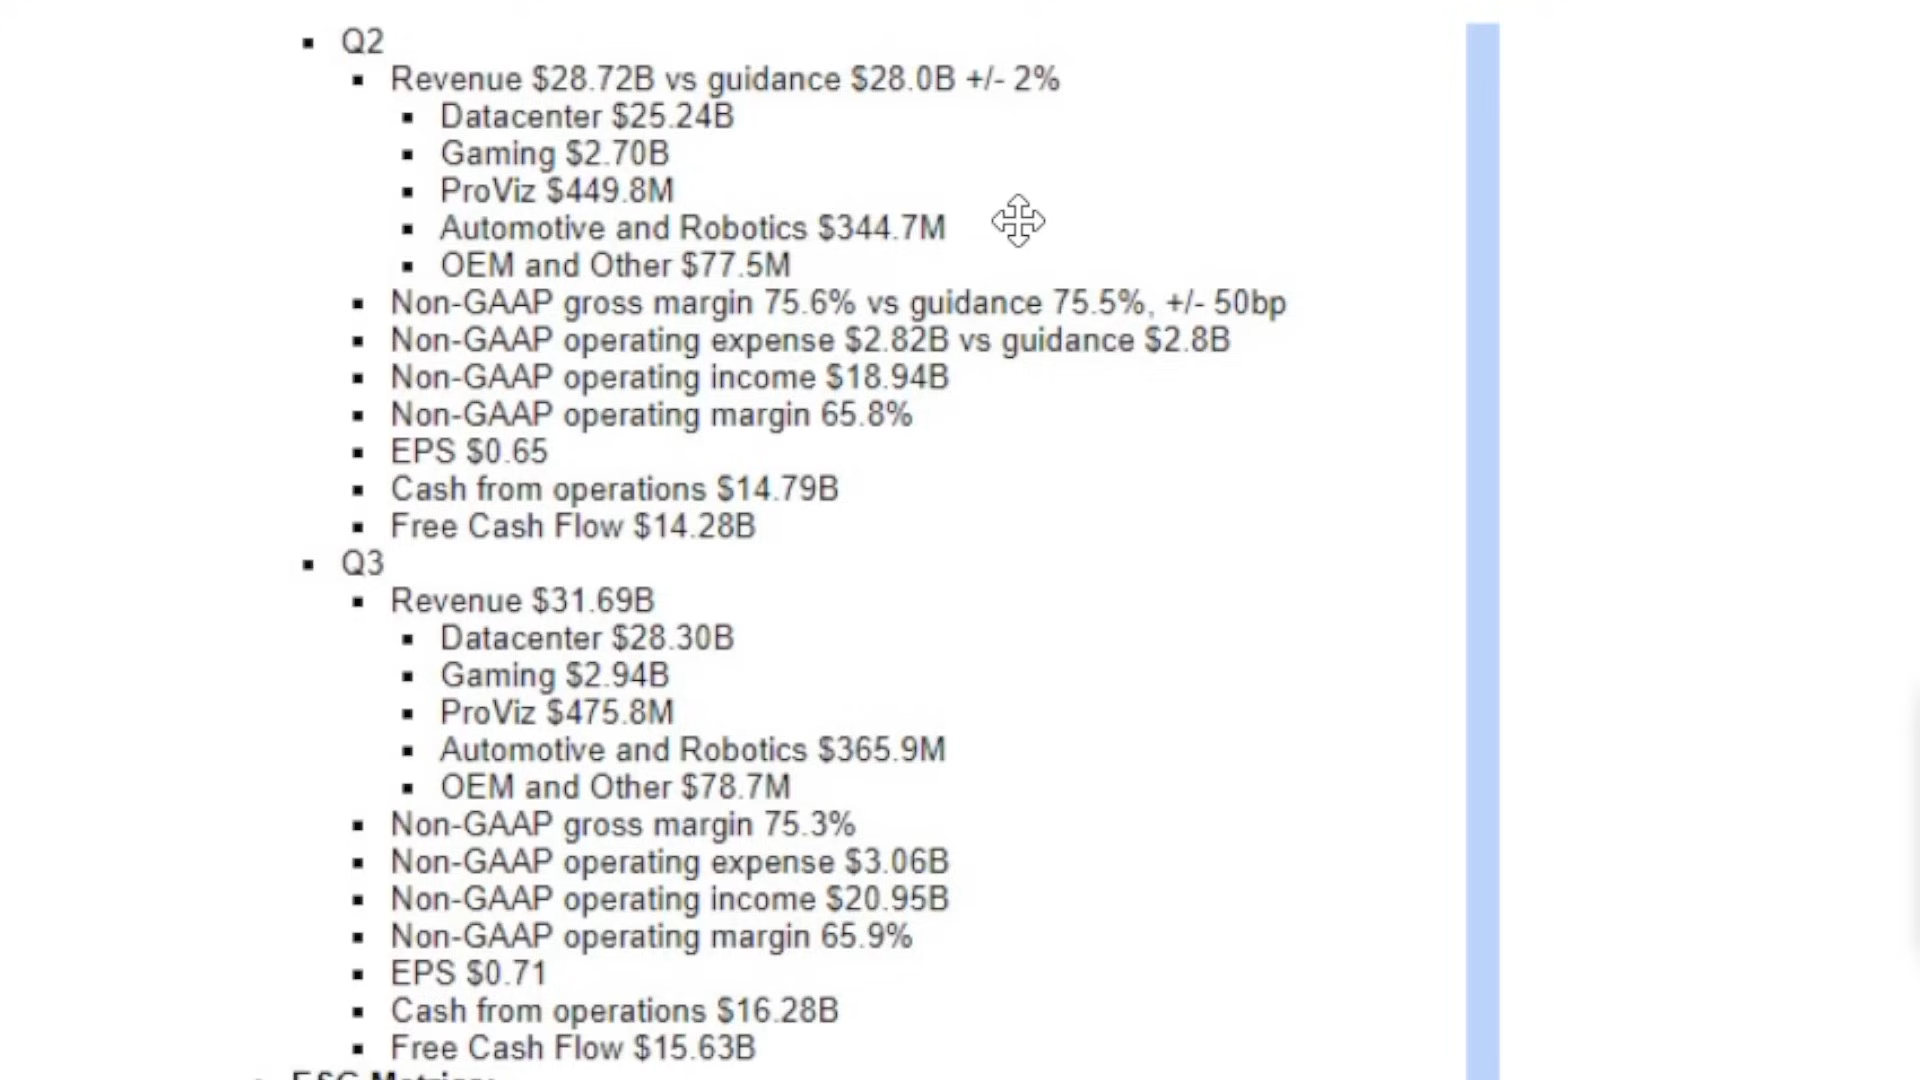 Q2
Revenue $28.72B vs guidance $28.0B +/- 2%
Datacenter $25.24B
Gaming $2.70B
ProViz $449.8M
Automotive and Robotics $344.7M
OEM and Other $77.5M
Non-GAAP gross margin 75.6% vs guidance 75.5%, +/- 50bp
Non-GAAP operating expense $2.82B vs guidance $2.8B
Non-GAAP operating income $18.94B
Non-GAAP operating margin 65.8%
EPS $0.65
Cash from operations $14.79B
Free Cash Flow $14.28B
Q3
Revenue $31.69B
Datacenter $28.30B
Gaming $2.94B
ProViz $475.8M
Automotive and Robotics $365.9M
OEM and Other $78.7M
Non-GAAP gross margin 75.3%
Non-GAAP operating expense $3.06B
Non-GAAP operating income $20.95B
Non-GAAP operating margin 65.9%
EPS $0.71
Cash from operations $16.28B
Free Cash Flow $15.63B